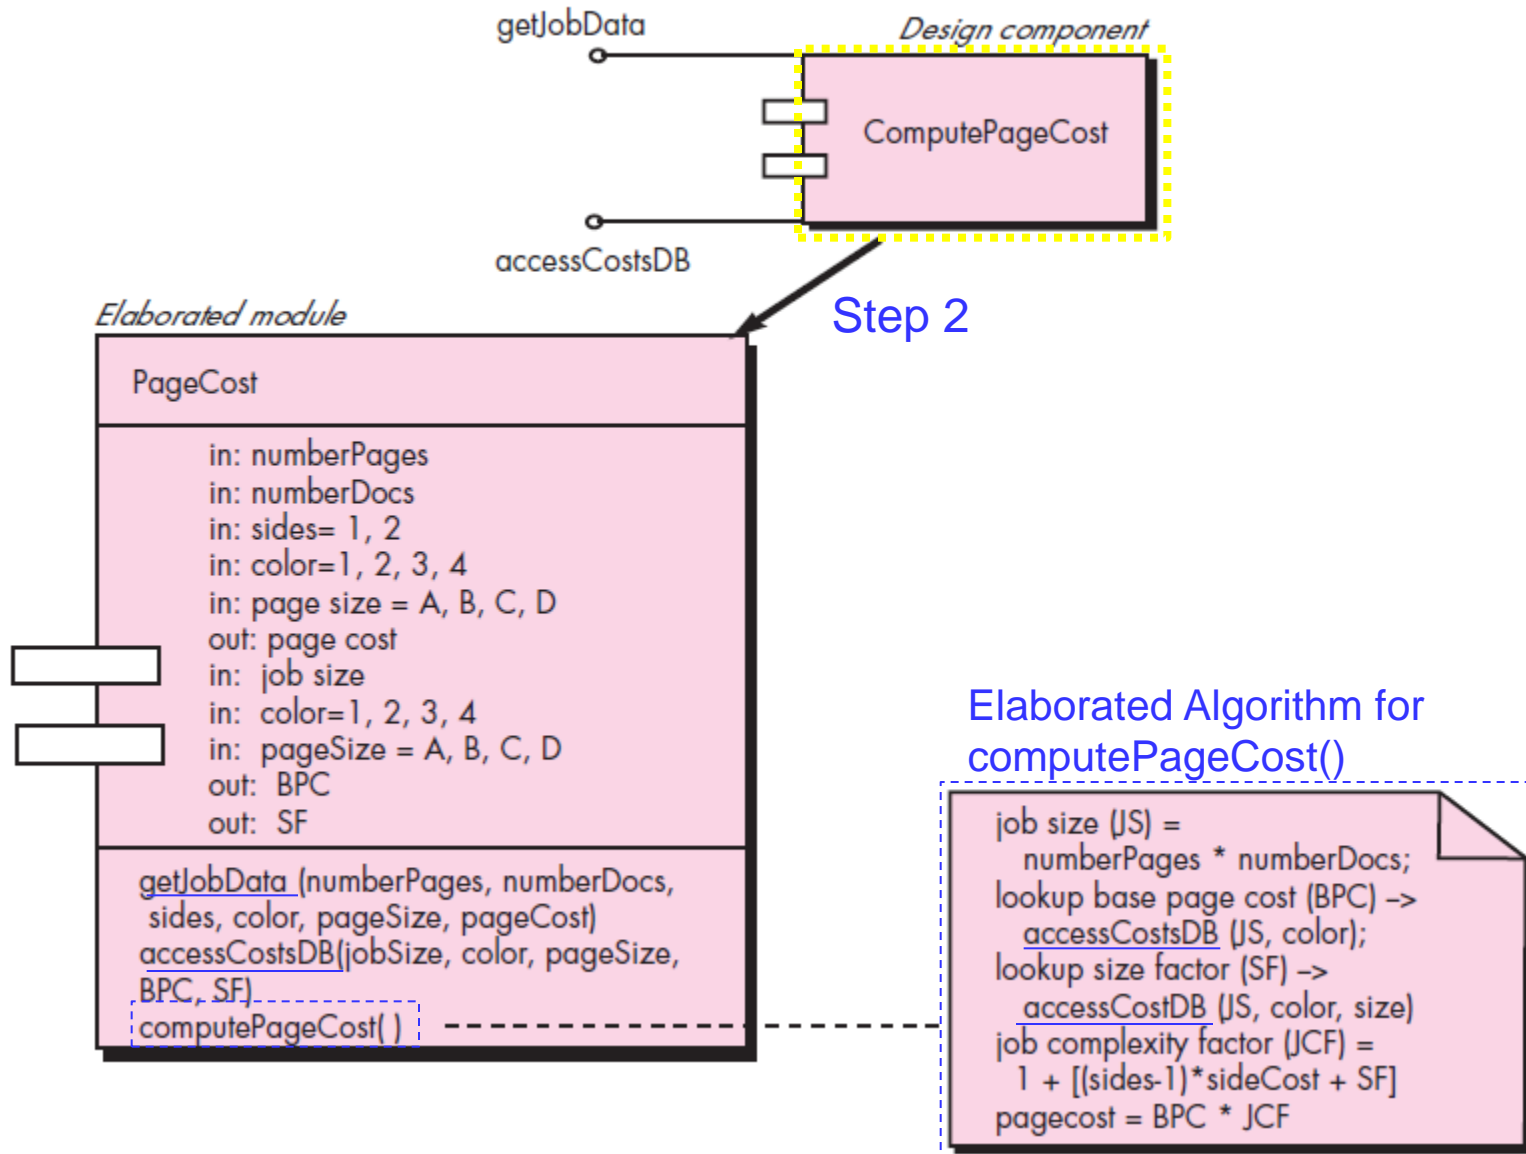 getJobData
Design component
ComputePageCost
accessCostsDB
Step 2
Elaborated module
PageCost
in: numberPages
in: numberDocs
in: sides= 1, 2
in: color=1, 2, 3, 4
in: page size = A, B, C, D
out: page cost
in: job size
in: color=1, 2, 3, 4
in: pageSize = A, B, C, D
out: BPC
out: SF
getJobData (numberPages, numberDocs,
sides, color, pageSize, pageCost)
accessCostsDB(jobSize, color, pageSize,
BPC, SF)
computePageCost( )
Elaborated Algorithm for
computePageCost()
job size (JS) =
numberPages * numberDocs;
lookup base page cost (BPC) –>
accessCostsDB (JS, color);
lookup size factor (SF) –>
accessCostDB (JS, color, size)
job complexity factor (JCF) =
1 + [(sides-1)*sideCost + SF]
pagecost = BPC * JCF